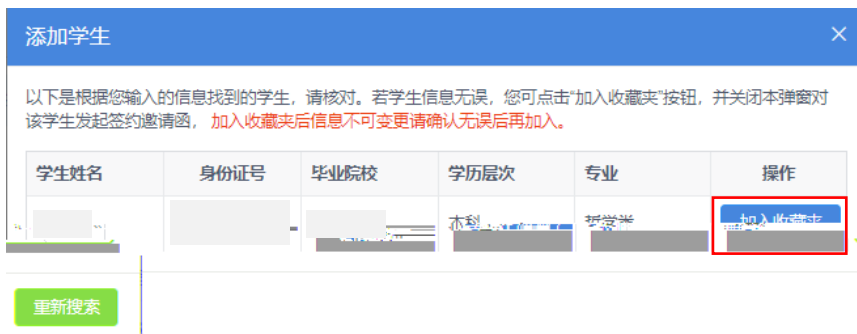 添加学生
以下是根据您输入的信息找到的学生，请核对。若学生信息无误，您可点击“加入收藏夹”按钮，并关闭本弹窗对
该学生发起签约邀请函， 加入收藏夹后信息不可变更请确认无误后再加入。
学生姓名 身份证号 毕业院校 学历层次 专业 操作
本科 哲学类 加入收藏夹
重新搜索